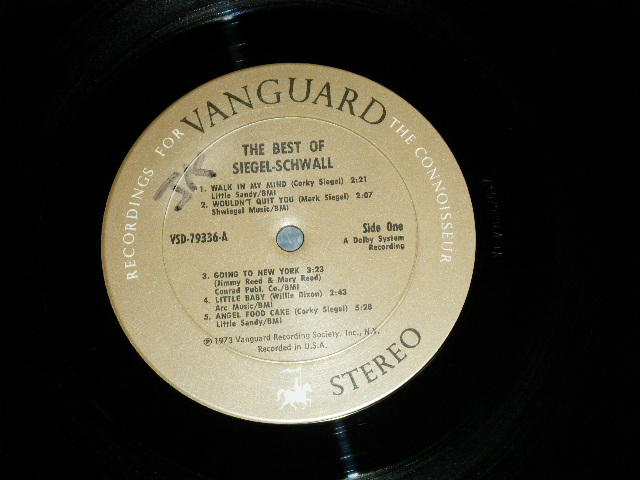 RECORDINGS FOR VANGUARD THE CONNOISSEUR
JK
THE BEST OF
SIEGEL-SCHWALL
1. WALK IN MY MIND (Corky Siegel) 2:21
Little Sandy/BMI
2. WOULDN'T QUIT YOU (Mark Siegel) 2:07
Shwiegel Music/BMI
VSD-79336-A
Side One
A Dolby System
Recording
3. GOING TO NEW YORK 3:23
(Jimmy Reed & Mary Reed)
Conrad Publ. Co./BMI
4. LITTLE BABY (Willie Dixon) 2:43
Arc Music/BMI
5. ANGEL FOOD CAKE (Corky Siegel) 5:28
Little Sandy/BMI
℗ 1973 Vanguard Recording Society, Inc., N.Y.
Recorded in U.S.A.
STEREO